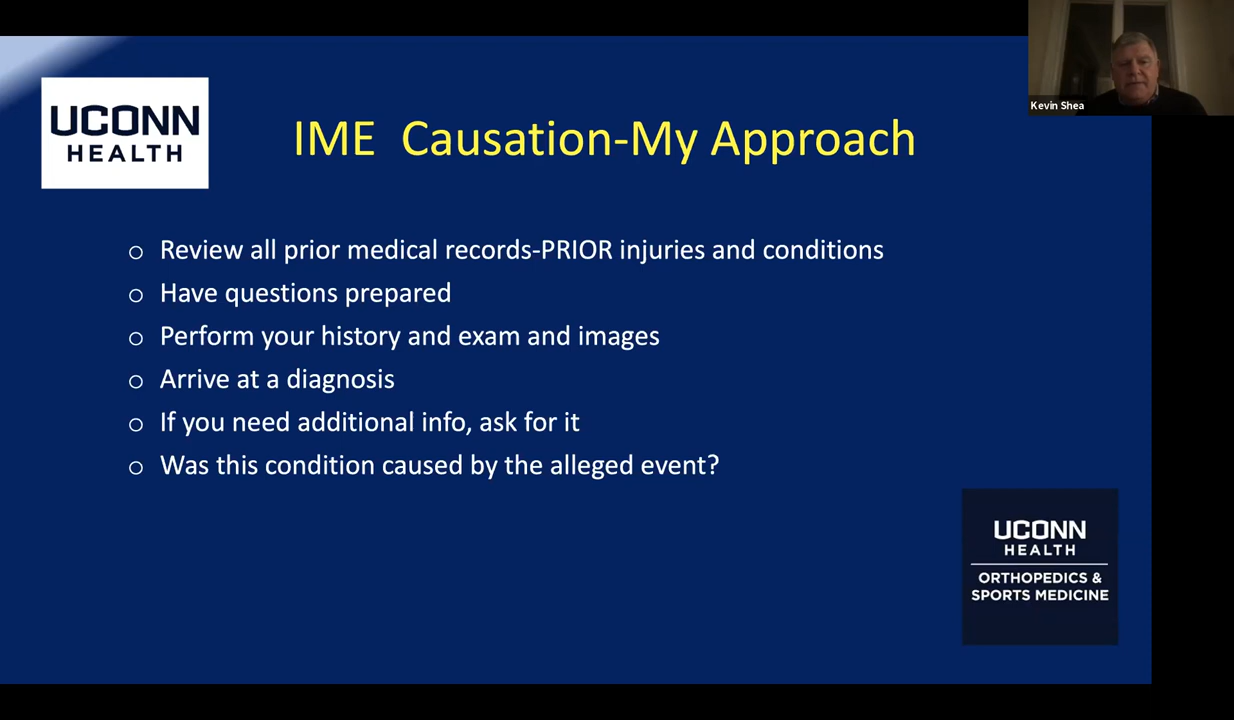 Kevin Shea
UCONN
HEALTH
IME  Causation-My Approach
o Review all prior medical records-PRIOR injuries and conditions
o Have questions prepared
o Perform your history and exam and images
o Arrive at a diagnosis
o If you need additional info, ask for it
o Was this condition caused by the alleged event?
UCONN
HEALTH
ORTHOPEDICS &
SPORTS MEDICINE